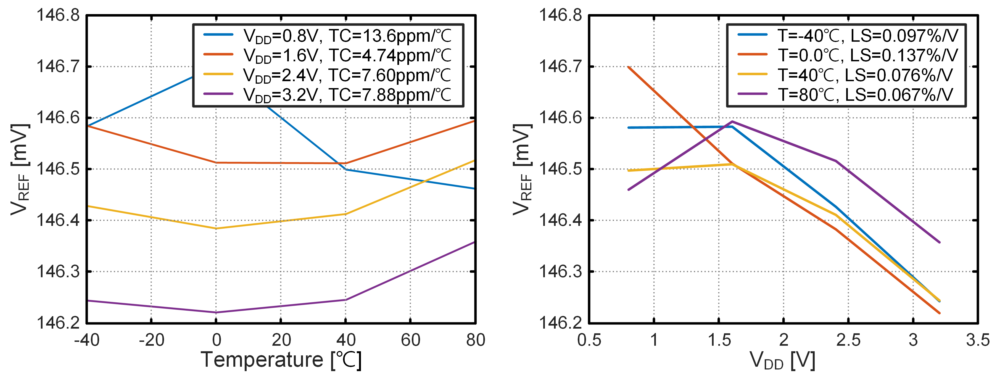 146.8
146.7
146.6
146.5
146.4
146.3
146.2
V_REF [mV]
V_DD=0.8V, TC=13.6ppm/℃
V_DD=1.6V, TC=4.74ppm/℃
V_DD=2.4V, TC=7.60ppm/℃
V_DD=3.2V, TC=7.88ppm/℃
-40 -20 0 20 40 60 80
Temperature [℃]
146.8
146.7
146.6
146.5
146.4
146.3
146.2
V_REF [mV]
T=-40℃, LS=0.097%/V
T=0.0℃, LS=0.137%/V
T=40℃, LS=0.076%/V
T=80℃, LS=0.067%/V
0.5 1 1.5 2 2.5 3 3.5
V_DD [V]